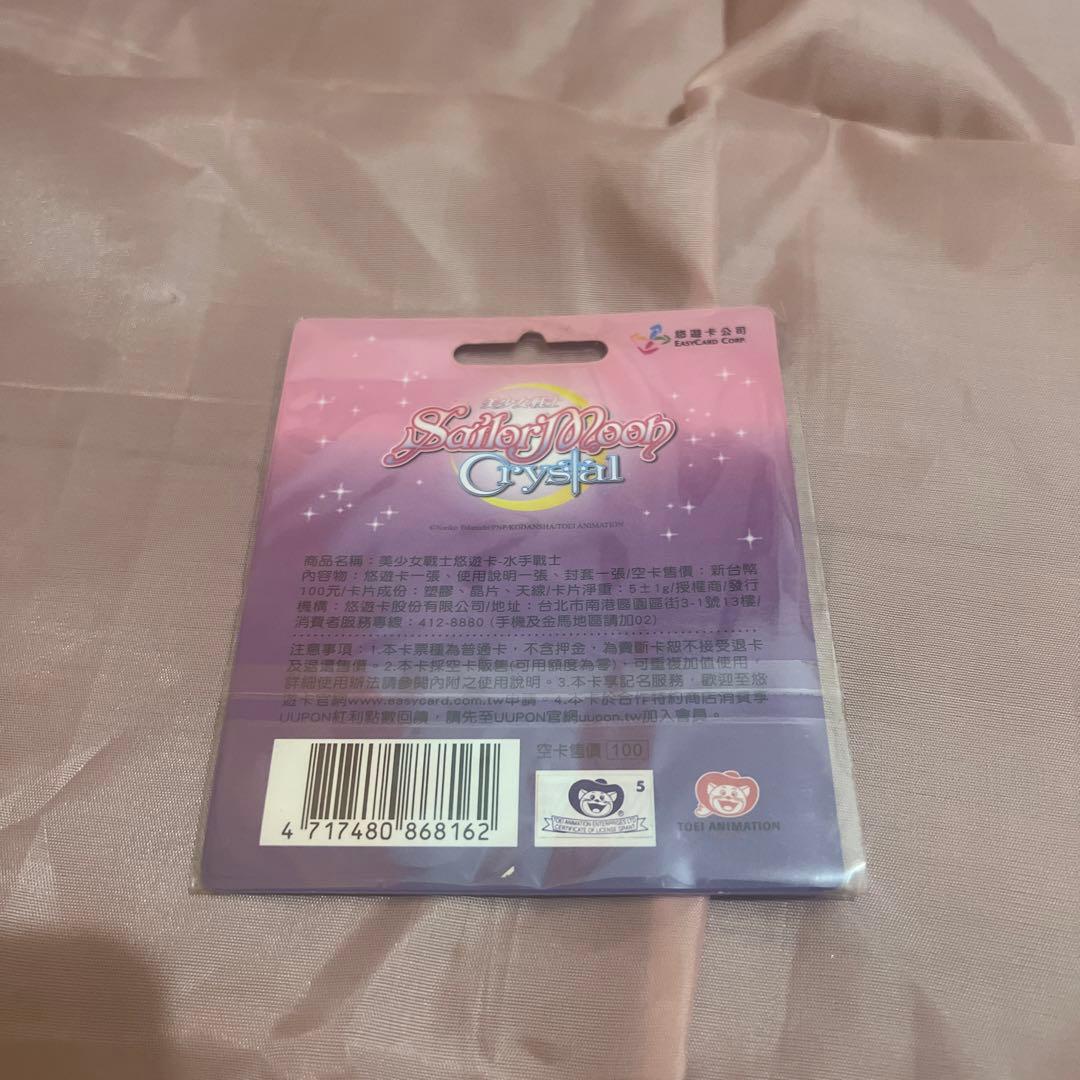 悠遊卡公司
EASYCARD CORP.
美少女戰士
Sailor Moon
Crystal
©Naoko Takeuchi/PNP/KODANSHA/TOEI ANIMATION
商品名稱：美少女戰士悠遊卡-水手戰士
內容物：悠遊卡一張、使用說明一張、封套一張/空卡售價：新台幣
100元/卡片成份：塑膠、晶片、天線/卡片淨重：5±1g/授權商/發行
機構：悠遊卡股份有限公司/地址：台北市南港區園區街3-1號13樓/
消費者服務專線：412-8880 (手機及金馬地區請加02)
注意事項：1.本卡票種為普通卡，不含押金，為賣斷卡恕不接受退卡
及退還售價。2.本卡採空卡販售(可用額度為零)，可重複加值使用，
詳細使用辦法請參閱內附之使用說明。3.本卡享記名服務，歡迎至悠
遊卡官網www.easycard.com.tw申請。4.本卡於合作特約商店消費享
UUPON紅利點數回饋，請先至UUPON官網uupon.tw加入會員。
空卡售價 100
4 717480 868162
5
®
TOEI ANIMATION ENTERPRISES LTD
CERTIFICATE OF LICENSE GRANT
TOEI ANIMATION